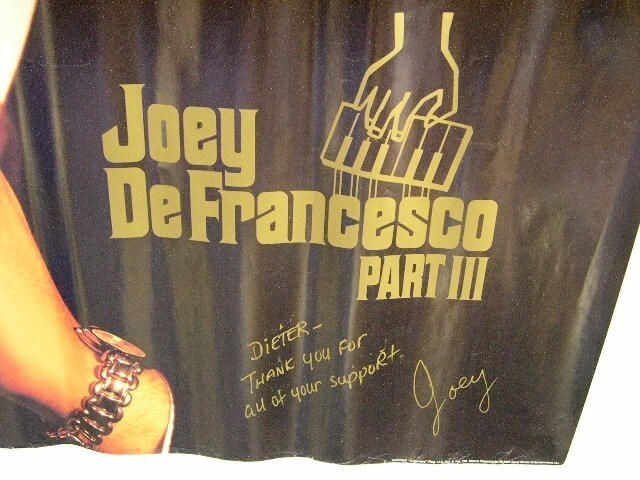 Joey
DeFrancesco
PART III
DIETER-
THANK YOU FOR
all of your support.
Joey